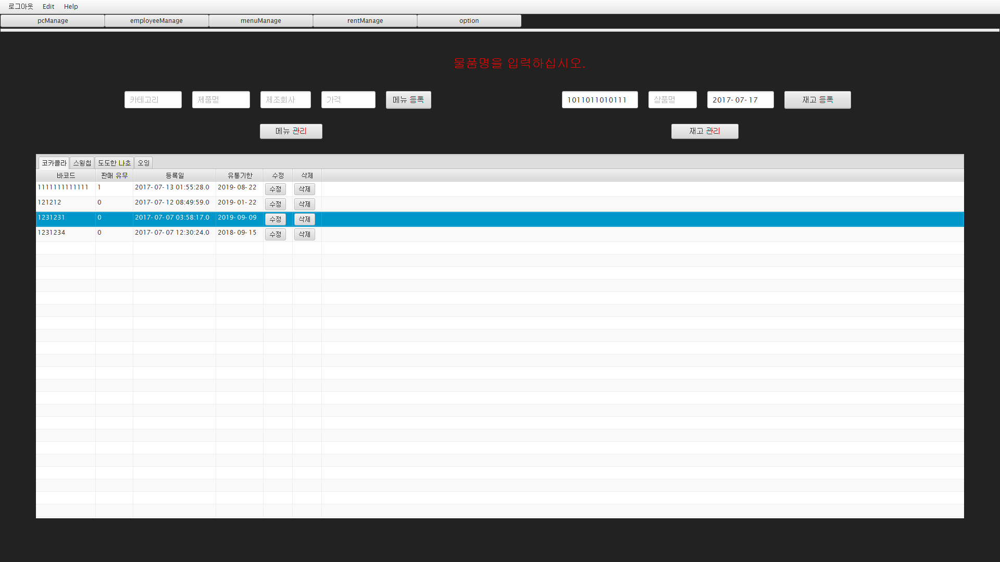 로그아웃 Edit Help
pcManage employeeManage menuManage rentManage option
물품명을 입력하십시오.
카테고리 제품명 제조회사 가격 메뉴 등록 1011011010111 상품명 2017-07-17 재고 등록
메뉴 관리 재고 관리
코카콜라 스윙칩 도도한 나쵸 오잉
바코드 판매 유무 등록일 유통기한 수정 삭제
1111111111111 1 2017-07-13 01:55:28.0 2019-08-22 수정 삭제
121212 0 2017-07-12 08:49:59.0 2019-01-22 수정 삭제
1231231 0 2017-07-07 03:58:17.0 2019-09-09 수정 삭제
1231234 0 2017-07-07 12:30:24.0 2018-09-15 수정 삭제